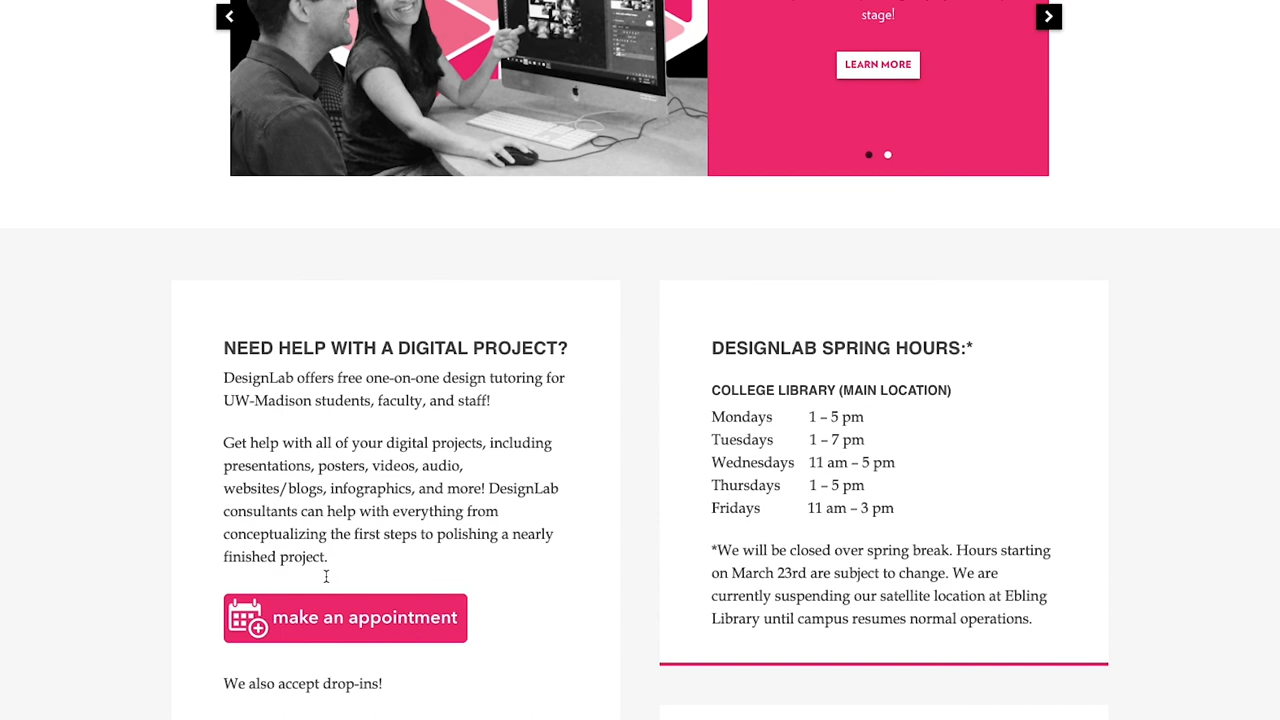 stage!
LEARN MORE
NEED HELP WITH A DIGITAL PROJECT?
DesignLab offers free one-on-one design tutoring for
UW-Madison students, faculty, and staff!
Get help with all of your digital projects, including
presentations, posters, videos, audio,
websites/blogs, infographics, and more! DesignLab
consultants can help with everything from
conceptualizing the first steps to polishing a nearly
finished project.
make an appointment
We also accept drop-ins!
DESIGNLAB SPRING HOURS:*
COLLEGE LIBRARY (MAIN LOCATION)
Mondays 1 – 5 pm
Tuesdays 1 – 7 pm
Wednesdays 11 am – 5 pm
Thursdays 1 – 5 pm
Fridays 11 am – 3 pm
*We will be closed over spring break. Hours starting
on March 23rd are subject to change. We are
currently suspending our satellite location at Ebling
Library until campus resumes normal operations.